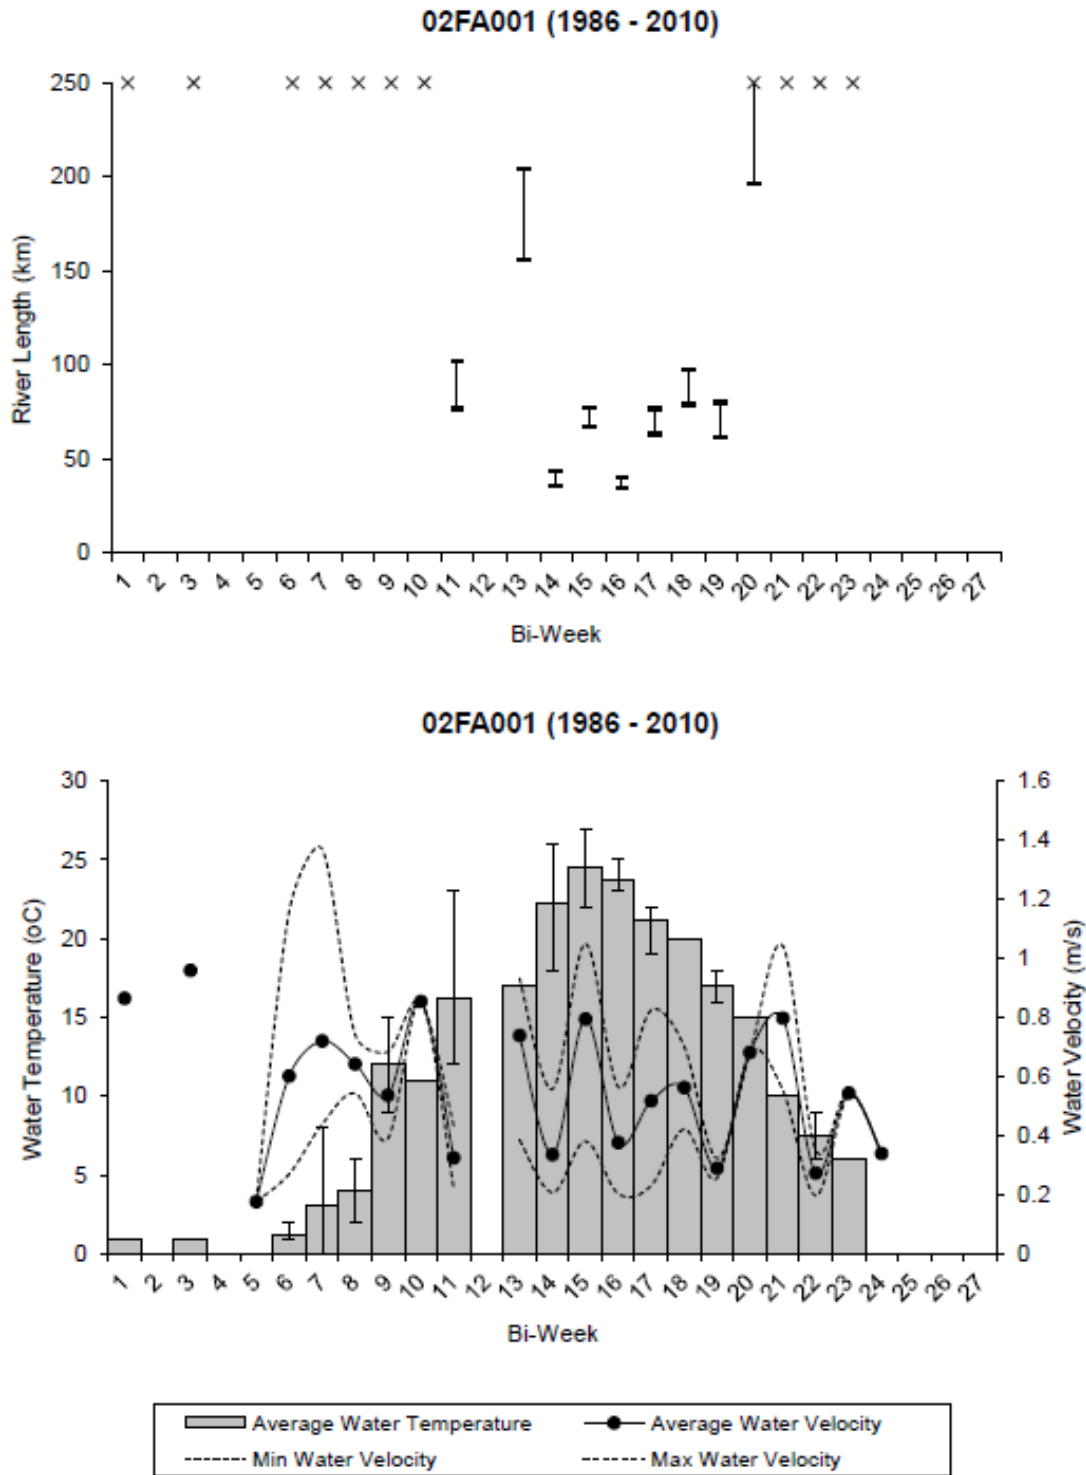 02FA001 (1986 - 2010)
250
200
150
100
50
0
River Length (km)
1 2 3 4 5 6 7 8 9 10 11 12 13 14 15 16 17 18 19 20 21 22 23 24 25 26 27
Bi-Week
02FA001 (1986 - 2010)
30
25
20
15
10
5
0
Water Temperature (oC)
1.6
1.4
1.2
1
0.8
0.6
0.4
0.2
0
Water Velocity (m/s)
1 2 3 4 5 6 7 8 9 10 11 12 13 14 15 16 17 18 19 20 21 22 23 24 25 26 27
Bi-Week
Average Water Temperature Average Water Velocity
Min Water Velocity Max Water Velocity